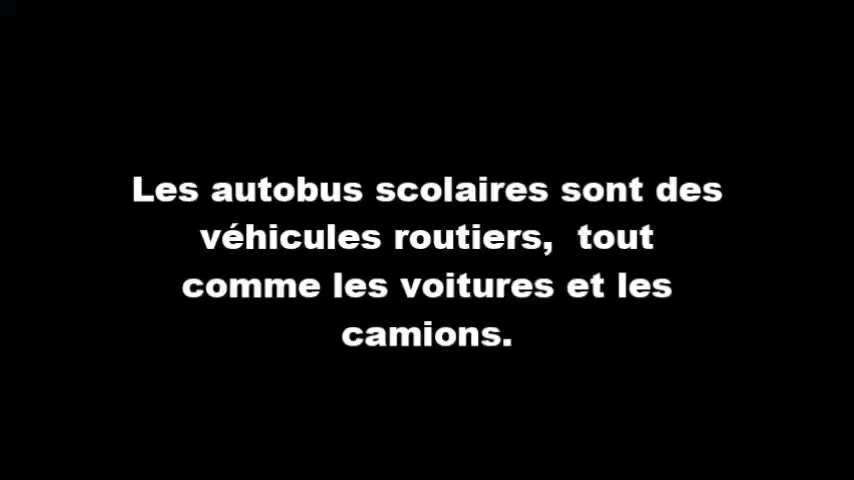 Les autobus scolaires sont des
véhicules routiers,  tout
comme les voitures et les
camions.